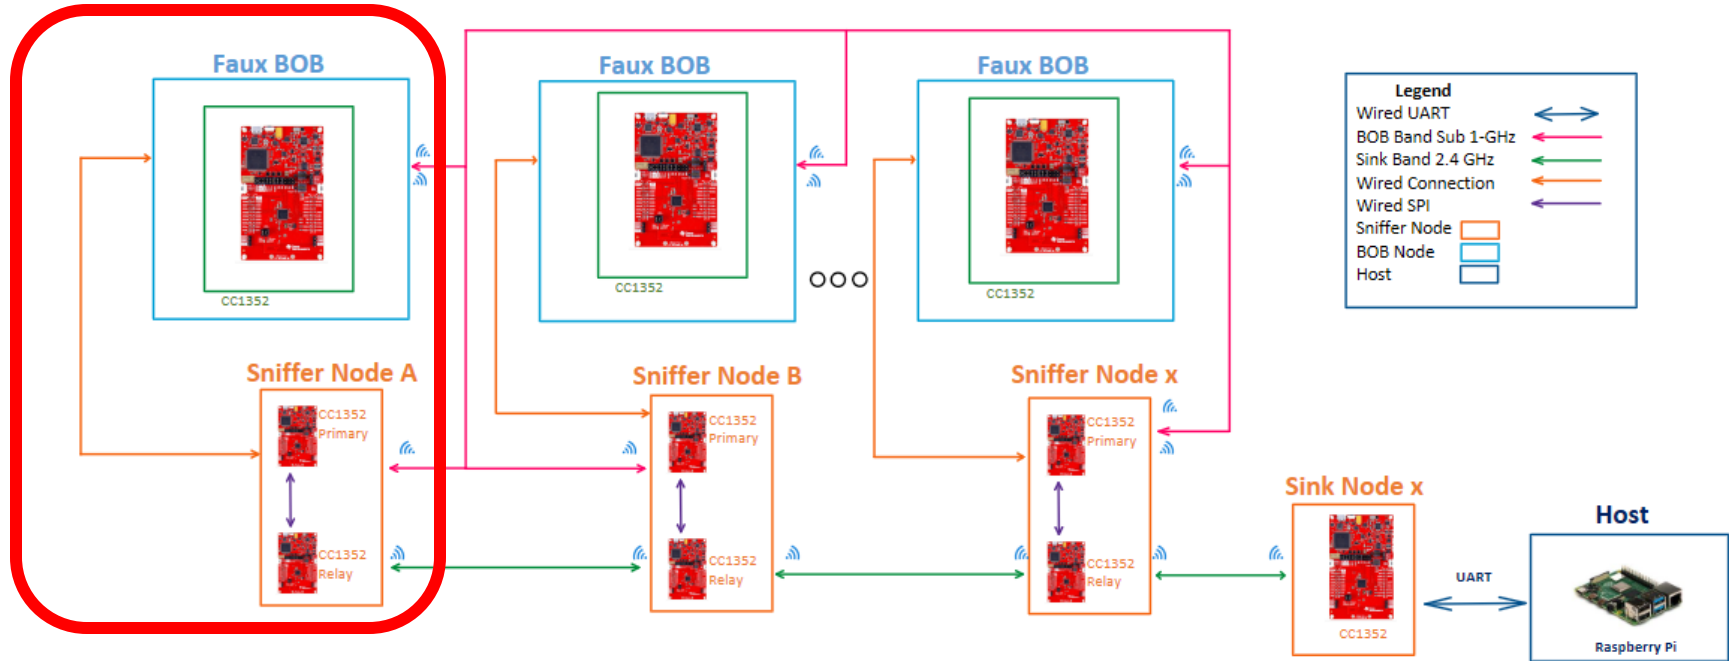 Faux BOB
Faux BOB
Faux BOB
CC1352
CC1352
CC1352
Legend
Wired UART
BOB Band Sub 1-GHz
Sink Band 2.4 GHz
Wired Connection
Wired SPI
Sniffer Node
BOB Node
Host
Sniffer Node A
CC1352
Primary
CC1352
Relay
Sniffer Node B
CC1352
Primary
CC1352
Relay
Sniffer Node x
CC1352
Primary
CC1352
Relay
Sink Node x
CC1352
UART
Host
Raspberry Pi